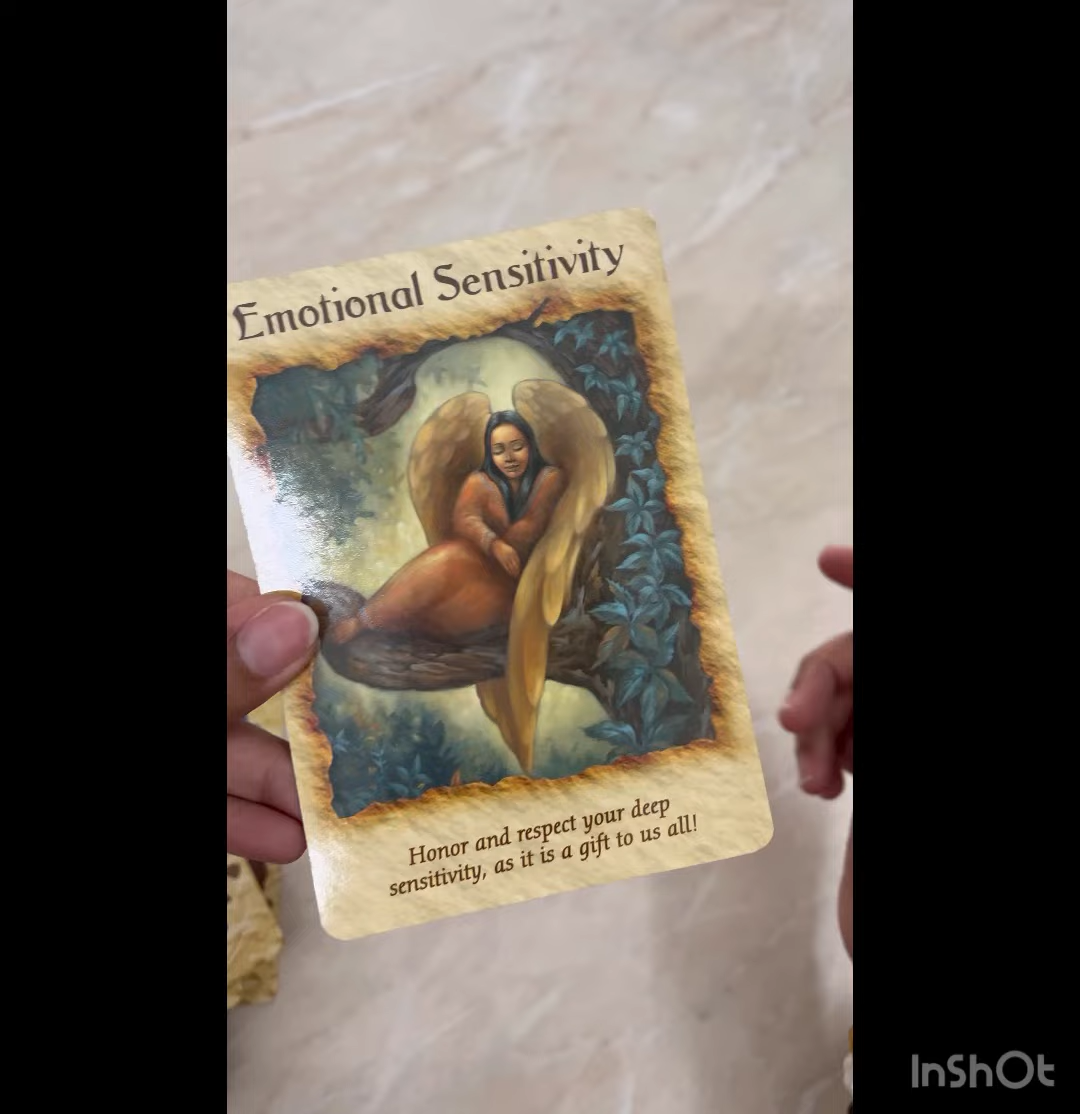 Emotional Sensitivity
Honor and respect your deep
sensitivity, as it is a gift to us all!
InShOt